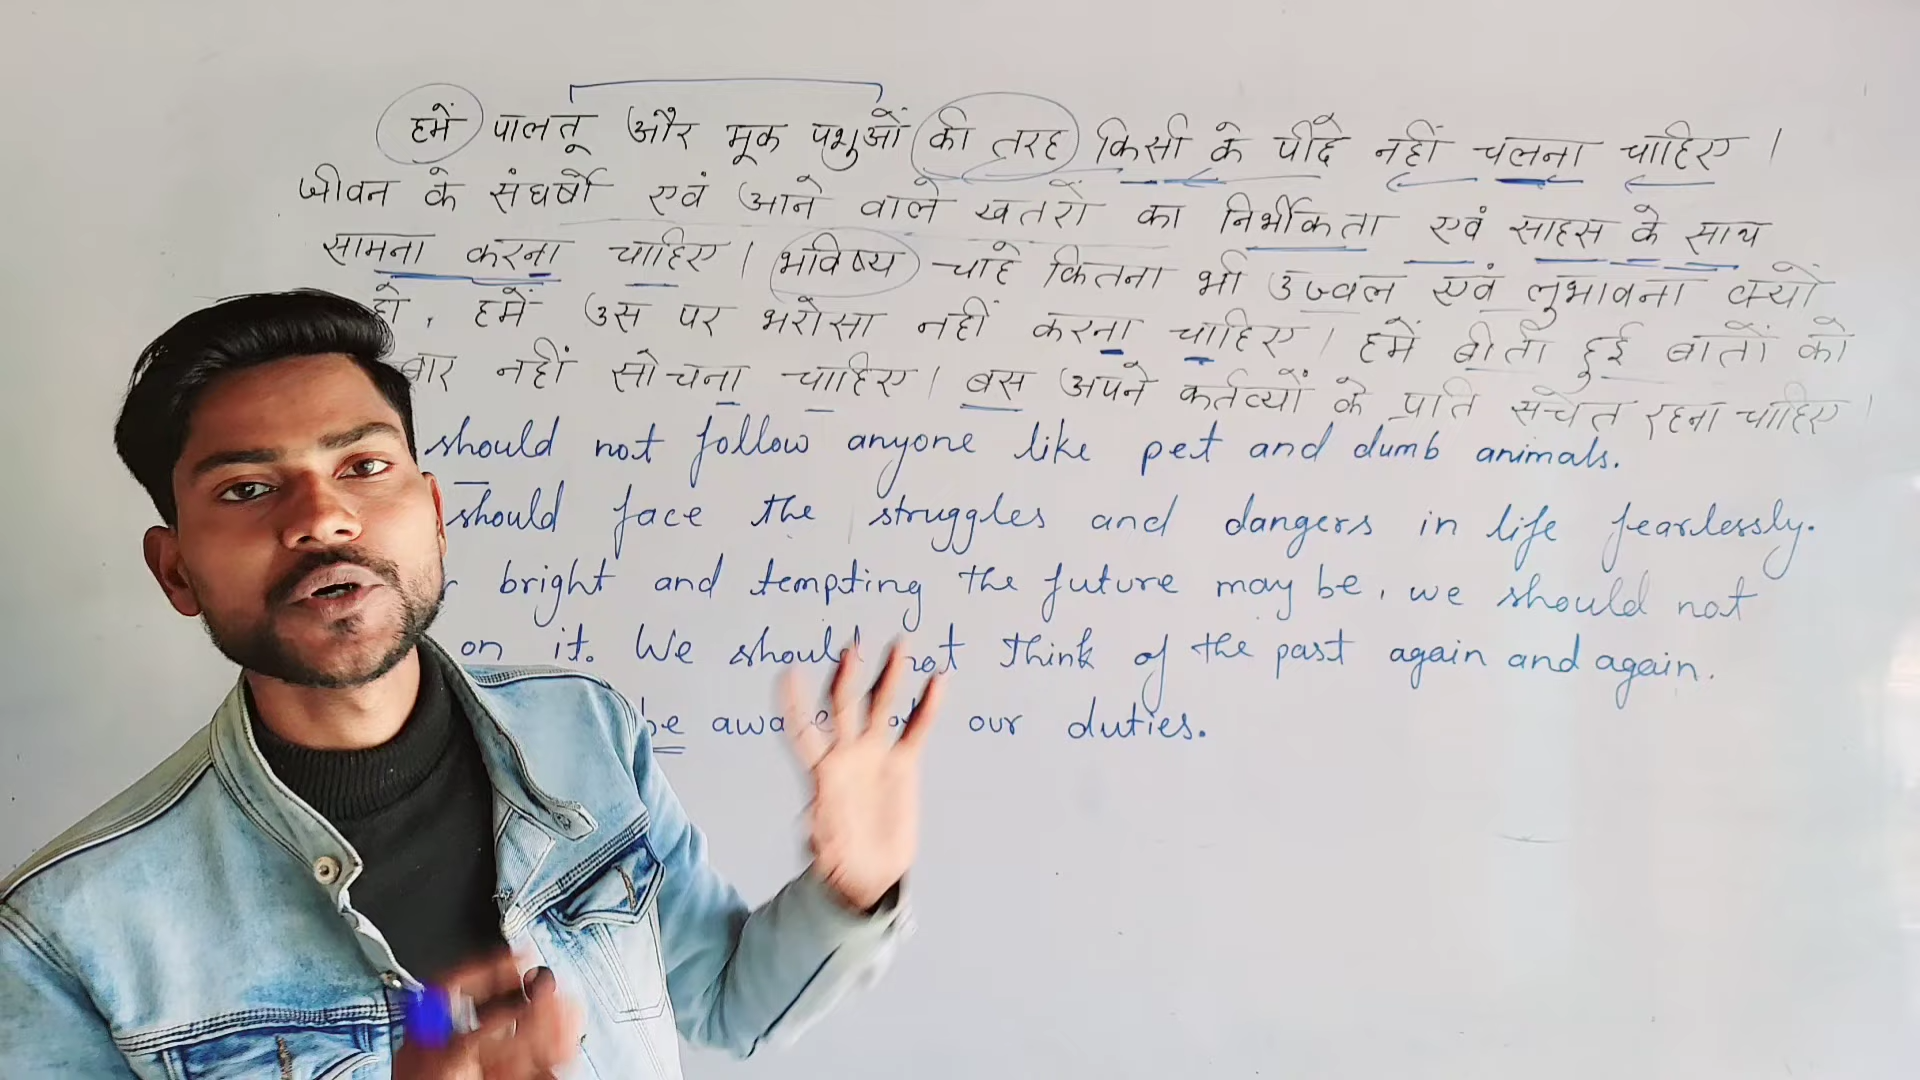 हमें पालतू और मूक पशुओं की तरह किसी के पीछे नहीं चलना चाहिए।
जीवन के संघर्षों एवं आने वाले खतरों का निर्भीकता एवं साहस के साथ
सामना करना चाहिए। भविष्य चाहे कितना भी उज्वल एवं लुभावना क्यों
हो, हमें उस पर भरोसा नहीं करना चाहिए। हमें बीती हुई बातों को
बार नहीं सोचना चाहिए। बस अपने कर्तव्यों के प्रति सचेत रहना चाहिए।
should not follow anyone like pet and dumb animals.
should face the struggles and dangers in life fearlessly.
bright and tempting the future may be, we should not
on it. We should not think of the past again and again.
be our duties.